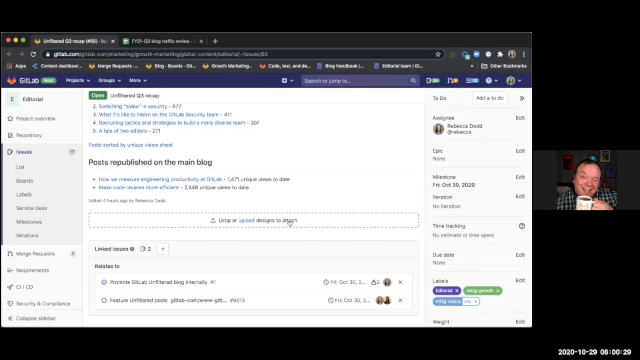 Unfiltered Q3 recap (#60)
FY21-Q3 blog traffic review
gitlab.com/gitlab-com/marketing/growth-marketing/global-content/editorial/-/issues/60
Apps
Content dashboard
Merge Requests
Blog - Boards - Gi
Growth Marketing
Code, test, and de
Blog Handbook |
Editorial team | Gi
Other Bookmarks
GitLab Next Projects Groups More Search or jump to...
E Editorial
Project overview
Repository
Issues 17
List
Boards
Labels
Service Desk
Milestones
Iterations
Merge Requests
Requirements
CI / CD
Security & Compliance
Collapse sidebar
Open Unfiltered Q3 recap
2. Switching "sides" in security - 677
3. What it's like to intern on the GitLab Security team - 411
4. Recruiting tactics and strategies to build a more diverse team - 307
5. A tale of two editors - 271
Posts sorted by unique views sheet
Posts republished on the main blog
• How we measure engineering productivity at GitLab - 1,471 unique views to date
• Make code reviews more efficient - 2,448 unique views to date
Edited 4 hours ago by Rebecca Dodd
Drop or upload designs to attach
Linked issues 2 +
Relates to
Promote GitLab Unfiltered blog internally #1 Fri: Oct 30, 2... 2
Feature Unfiltered posts gitlab-com/www-gitl... Fri: Oct 30, 2...
To Do Add a to do
Assignee Edit
Rebecca Dodd
@rebecca
Epic Edit
None
Milestone Edit
Fri: Oct 30, 2020
Iteration Edit
No iteration
Time tracking
No estimate or time spent
Due date Edit
None
Labels Edit
Editorial
Weight Edit
2020-10-29 08:00:29